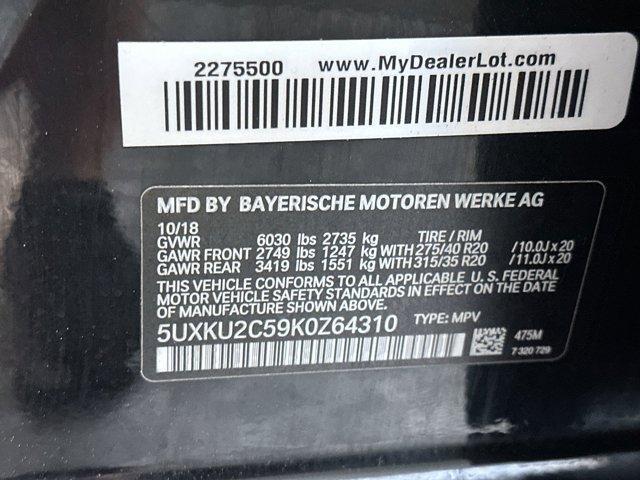 2275500 www.MyDealerLot.com
MFD BY BAYERISCHE MOTOREN WERKE AG
10/18
GVWR 6030 lbs 2735 kg TIRE / RIM
GAWR FRONT 2749 lbs 1247 kg WITH 275/40 R20 /10.0J x 20
GAWR REAR 3419 lbs 1551 kg WITH 315/35 R20 /11.0J x 20
THIS VEHICLE CONFORMS TO ALL APPLICABLE U. S. FEDERAL
MOTOR VEHICLE SAFETY STANDARDS IN EFFECT ON THE DATE
OF MANUFACTURE SHOWN ABOVE.
5UXKU2C59K0Z64310 TYPE: MPV
475M
7 320 729